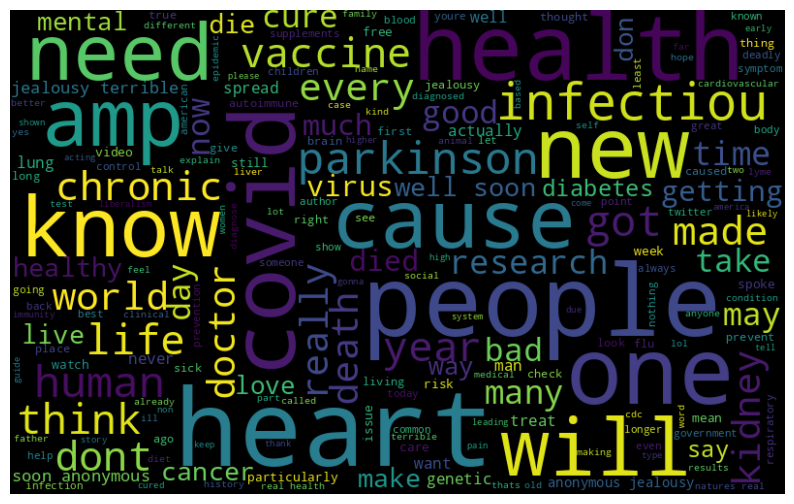 mental
need
die
cure
vaccine
true
different
family
supplements
epidemic
please
blood
free
children
name
every
youre
well
thought
don
least
health
known
early
thing
far
hope
deadly
symptom
cardiovascular
jealousy terrible
better
shown
yes
amp
american
now
spread
autoimmune
case
kind
diagnosed
much
good
actually
jealousy
based
infectiou
self
great
body
lung
long
acting
video
control
talk
explain
give
still
liver
brain
higher
first
animal
let
parkinson
new
time
caused
two
lyme
chronic
test
liberalism
women
diagnose
covid
lot
virus
well soon
diabetes
getting
come
america
likely
know
feel
right
author
see
show
cause
point
twitter
got
made
healthy
going
back
immunity
world
best
clinical
prevention
day
doctor
someone
really
died
death
high
social
gonna
research
week
always
take
spoke
nothing
condition
anyone
prevent
tell
may
live
place
watch
life
never
sick
system
people
due
lol
year
way
look
flu
bad
one
guide
human
already
ill
non
love
living
today
part
called
risk
man
medical
check
many
kidney
respiratory
think
father
story
help
keep
dont
ago
cured
diet
history
thank
heart
issue
common
terrible
care
leading
pain
treat
want
make
genetic
making
will
cdc
word
longer
mean
government
even
type
results
say
soon anonymous
infection
cancer
real health
particularly
thats old
anonymous jealousy
natures real